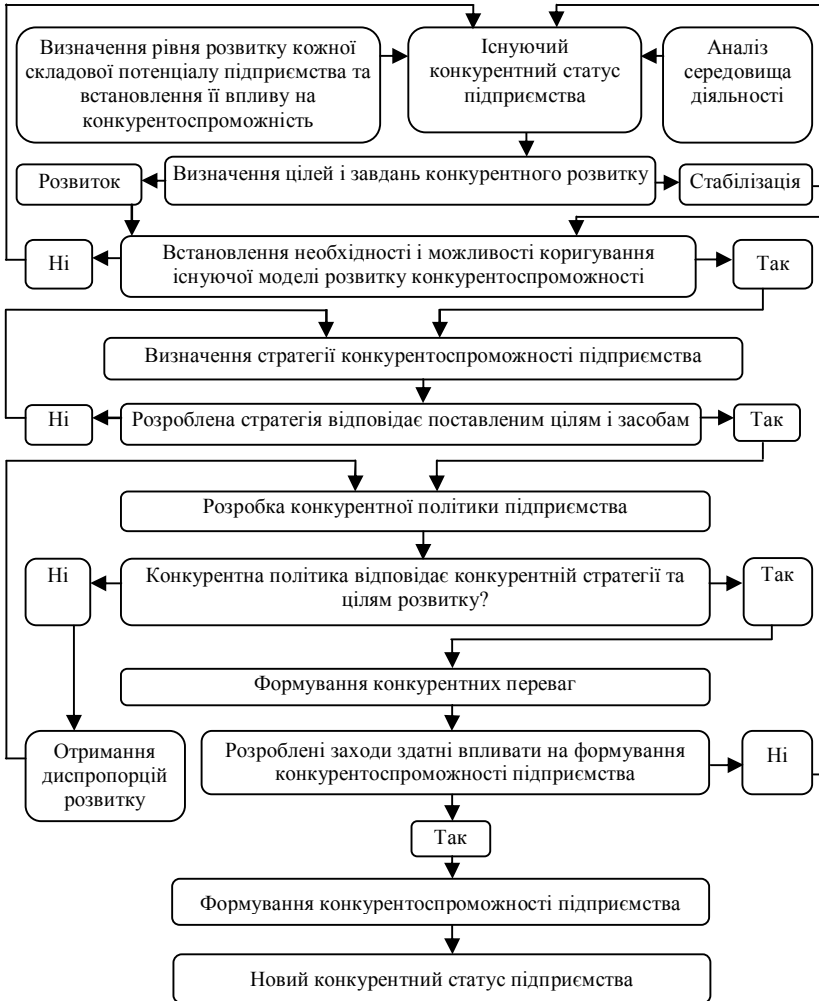 Визначення рівня розвитку кожної
складової потенціалу підприємства та
встановлення її впливу на
конкурентоспроможність
Існуючий
конкурентний статус
підприємства
Аналіз
середовища
діяльності
Розвиток
Визначення цілей і завдань конкурентного розвитку
Стабілізація
Ні
Встановлення необхідності і можливості коригування
існуючої моделі розвитку конкурентоспроможності
Так
Визначення стратегії конкурентоспроможності підприємства
Ні
Розроблена стратегія відповідає поставленим цілям і засобам
Так
Розробка конкурентної політики підприємства
Ні
Конкурентна політика відповідає конкурентній стратегії та
цілям розвитку?
Так
Формування конкурентних переваг
Отримання
диспропорцій
розвитку
Розроблені заходи здатні впливати на формування
конкурентоспроможності підприємства
Ні
Так
Формування конкурентоспроможності підприємства
Новий конкурентний статус підприємства